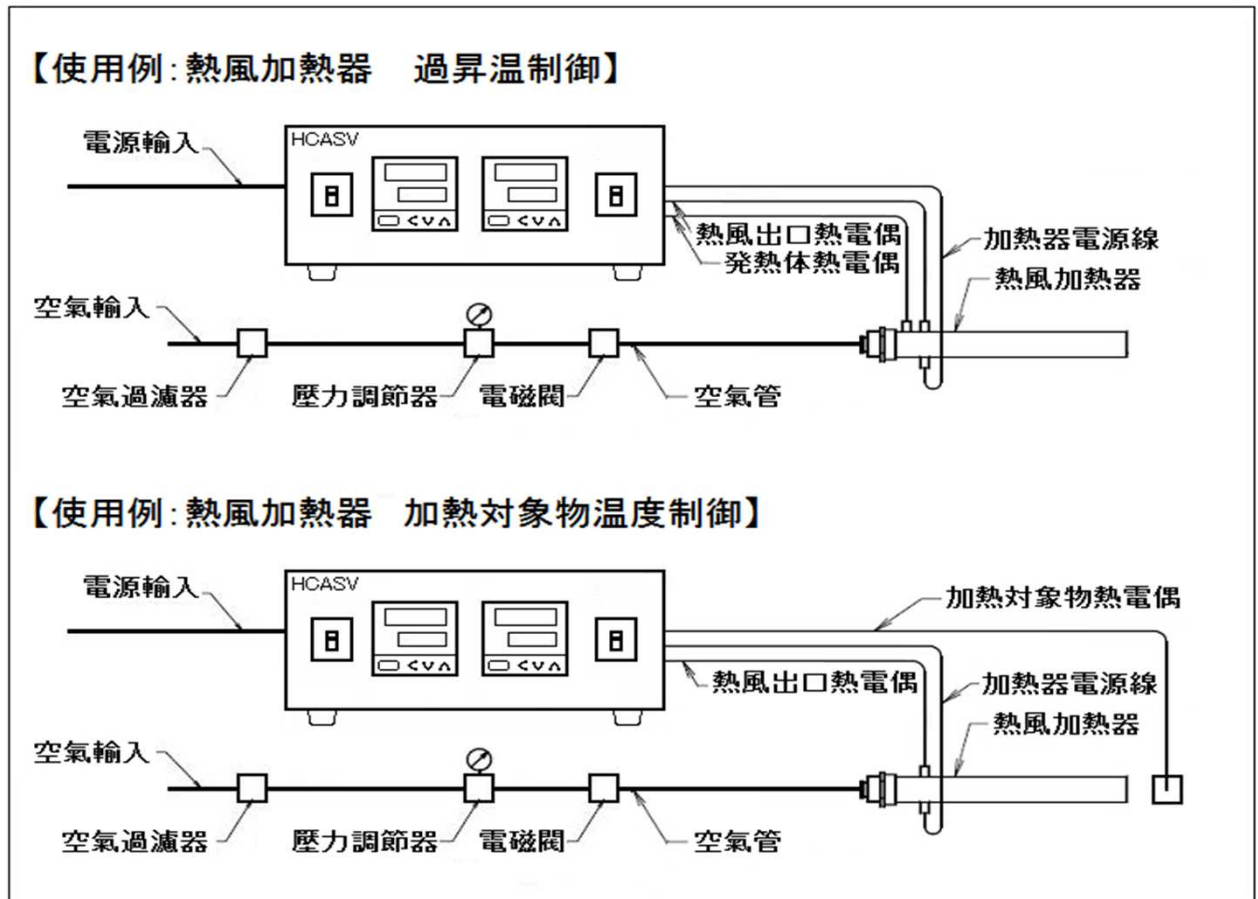 【使用例:熱風加熱器　過昇温制御】
電源輸入
HCASV
熱風出口熱電偶
発熱体熱電偶
加熱器電源線
熱風加熱器
空氣輸入
空氣過濾器
壓力調節器
電磁閥
空氣管
【使用例:熱風加熱器　加熱対象物温度制御】
電源輸入
HCASV
加熱対象物熱電偶
熱風出口熱電偶
加熱器電源線
熱風加熱器
空氣輸入
空氣過濾器
壓力調節器
電磁閥
空氣管